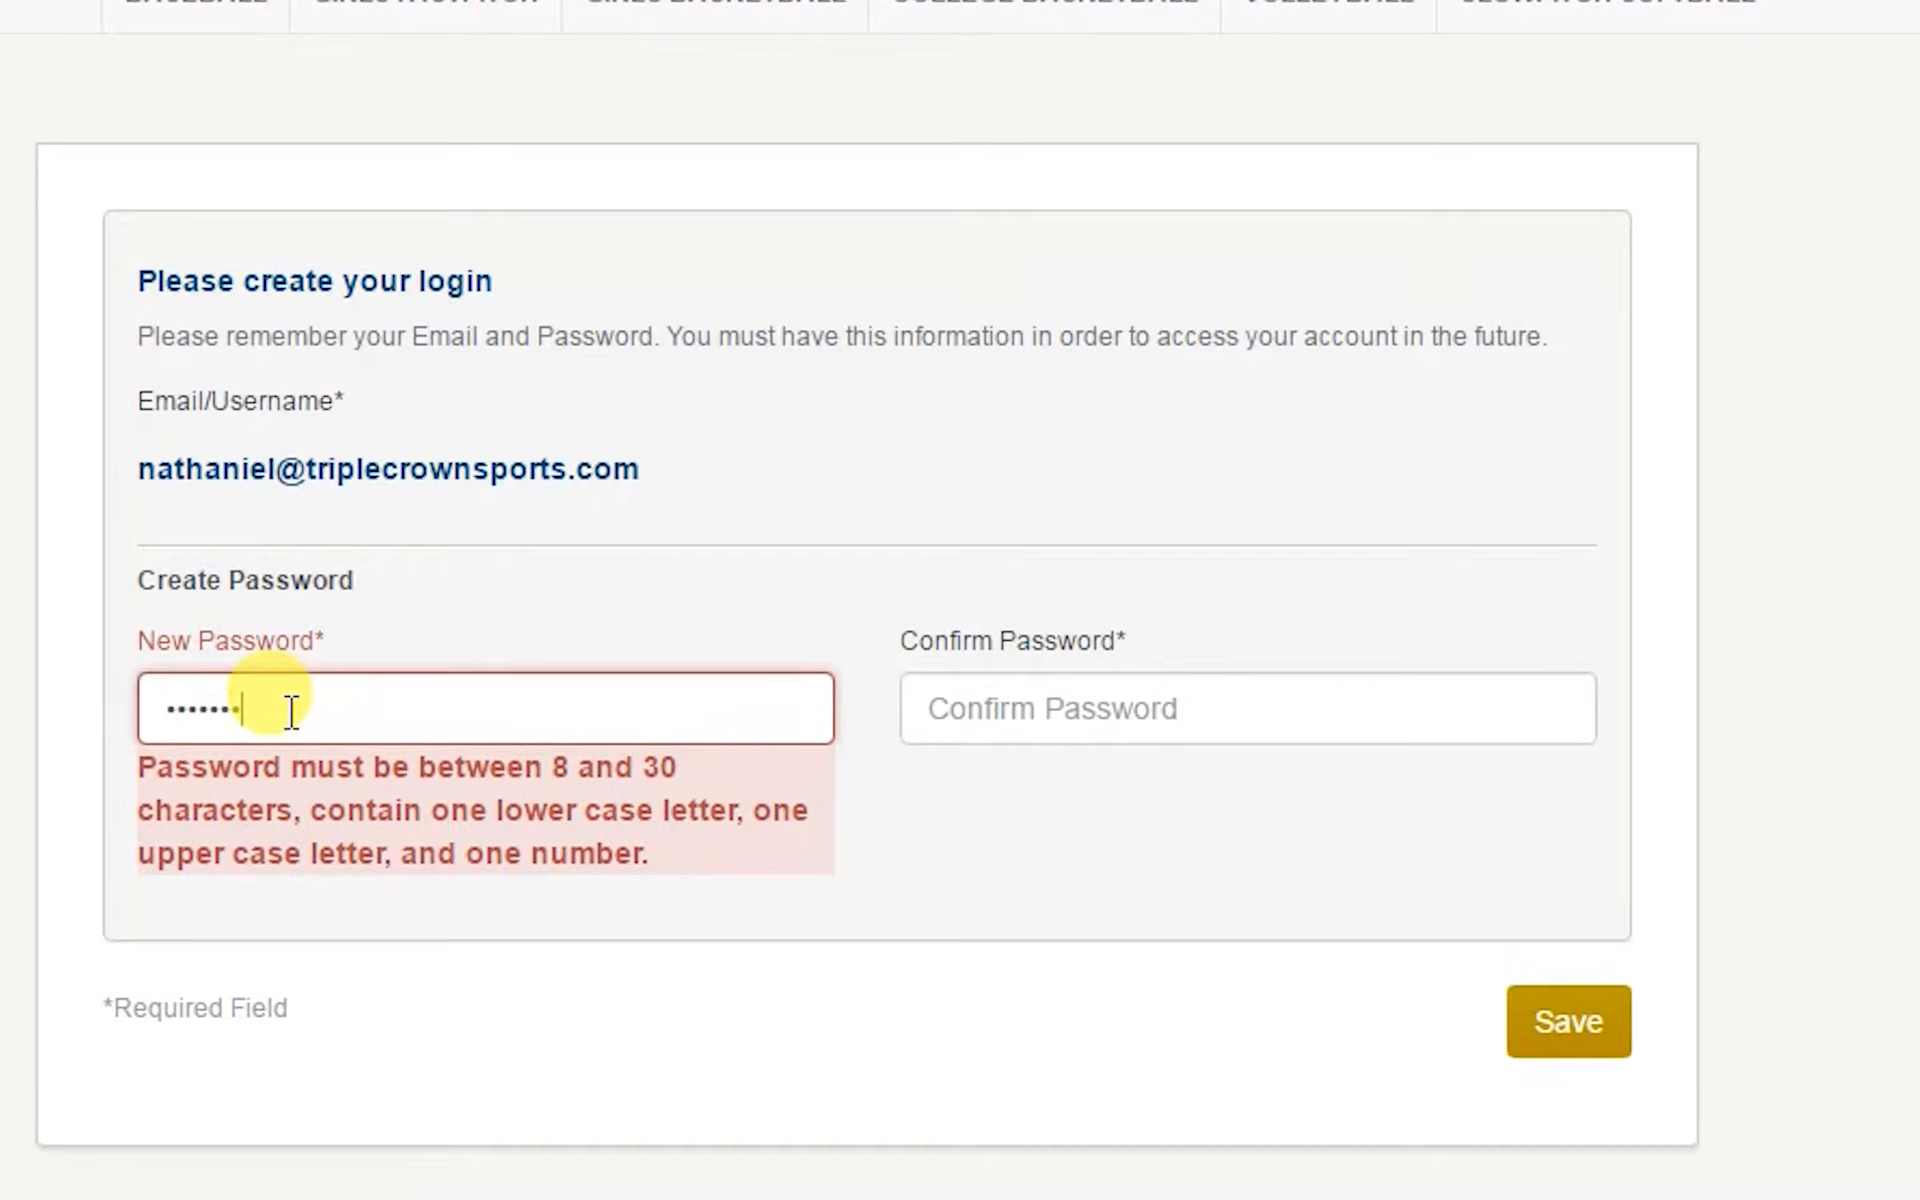 Please create your login
Please remember your Email and Password. You must have this information in order to access your account in the future.
Email/Username*
nathaniel@triplecrownsports.com
Create Password
New Password*
Confirm Password*
•••••••
Confirm Password
Password must be between 8 and 30
characters, contain one lower case letter, one
upper case letter, and one number.
*Required Field
Save